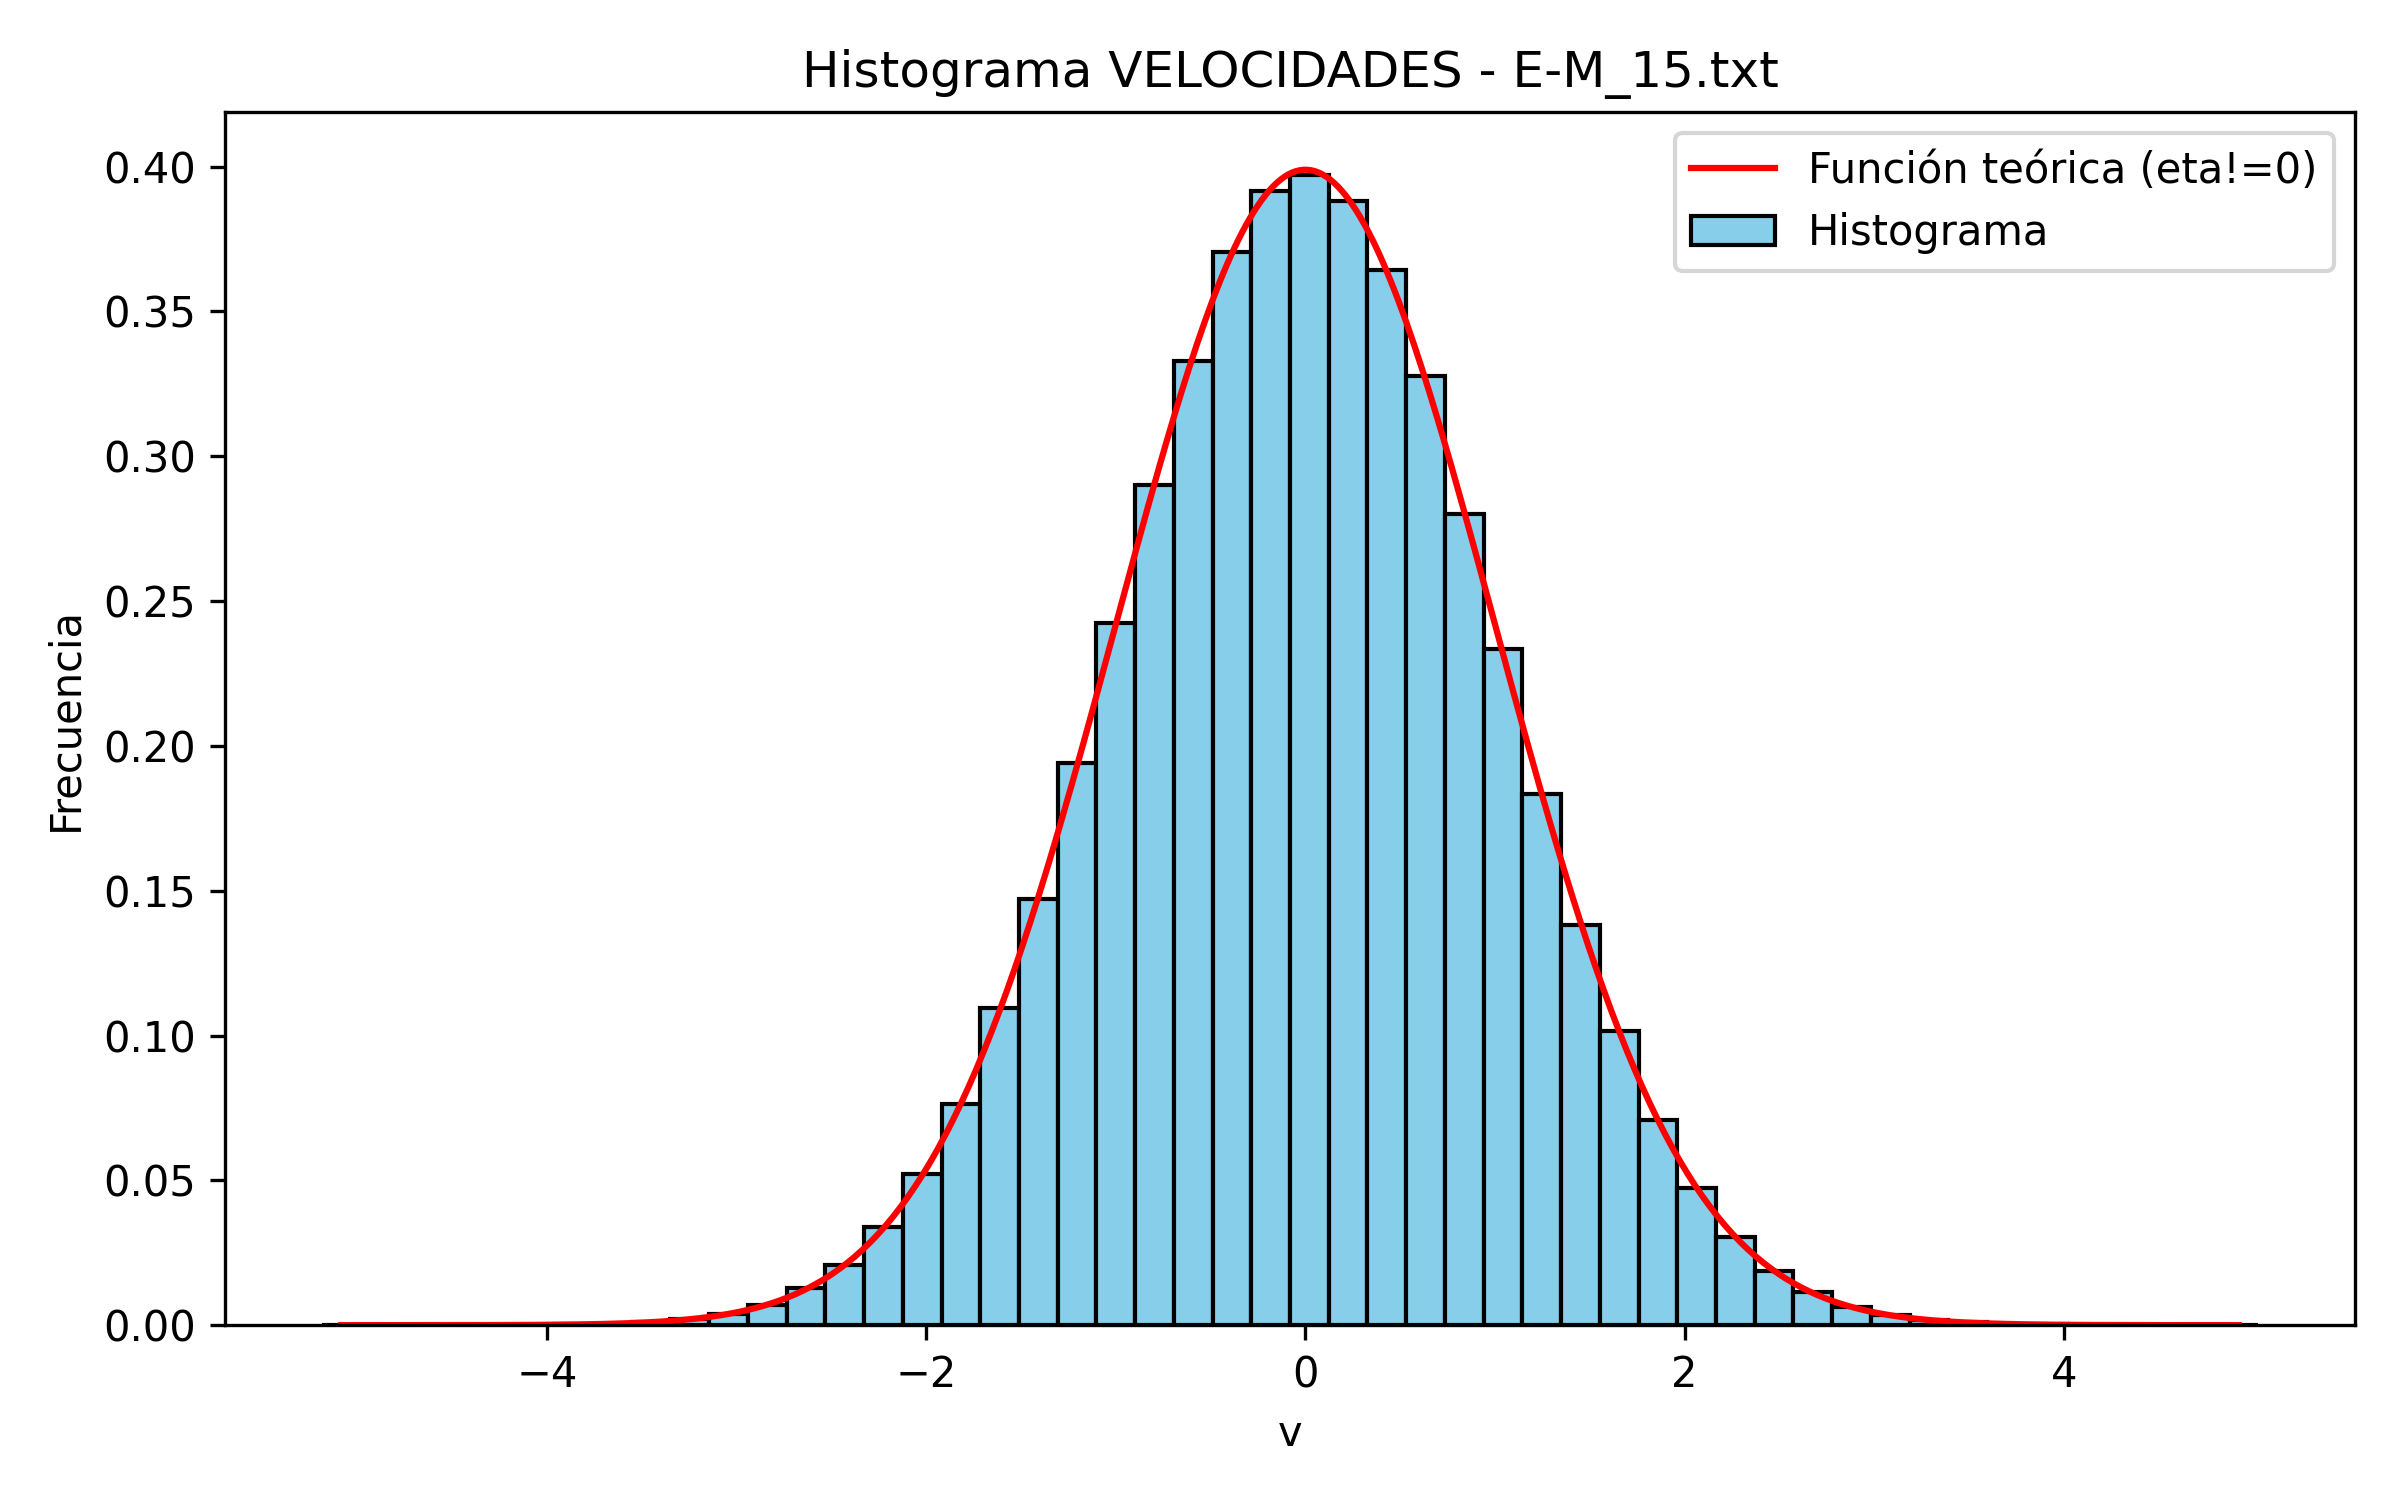 Histograma VELOCIDADES - E-M_15.txt
Función teórica (eta!=0)
Histograma
Frecuencia
0.40
0.35
0.30
0.25
0.20
0.15
0.10
0.05
0.00
−4 −2 0 2 4
v